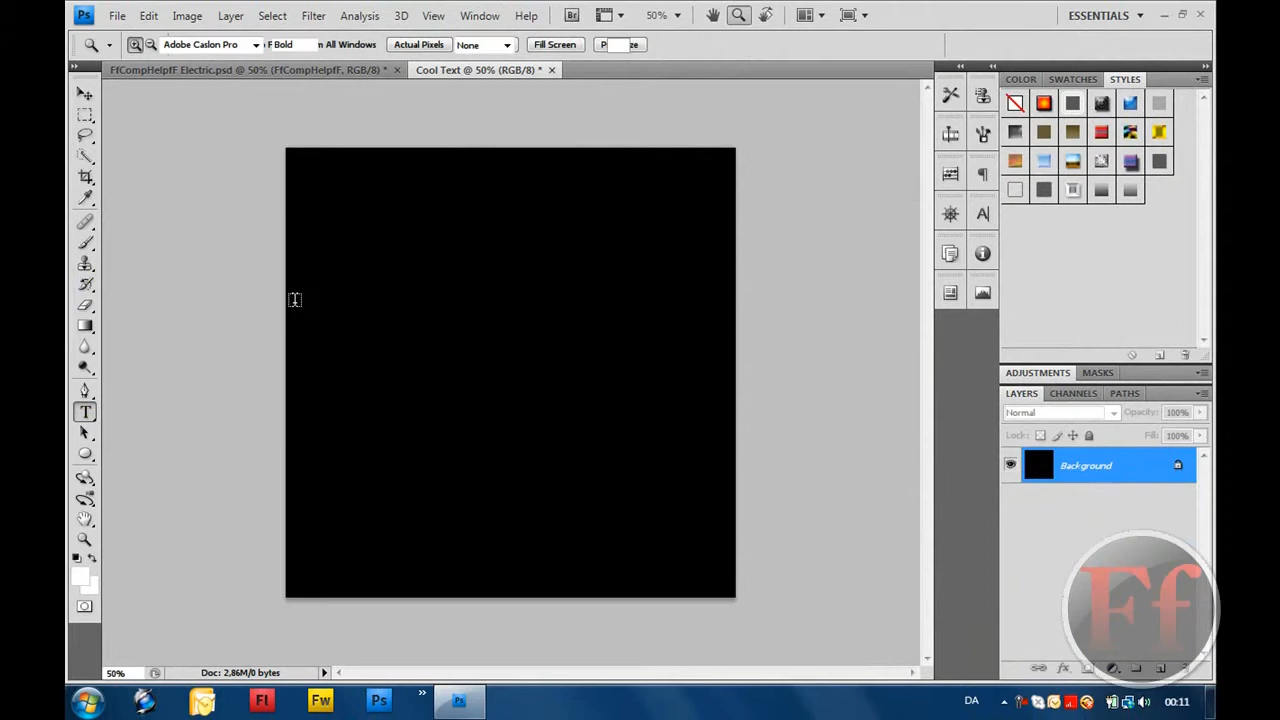 Ps File Edit Image Layer Select Filter Analysis 3D View Window Help Br 50% ESSENTIALS
Adobe Caslon Pro F Bold m All Windows Actual Pixels None Fill Screen P ze
FfCompHelpfF Electric.psd @ 50% (FfCompHelpfF, RGB/8) * × Cool Text @ 50% (RGB/8) * ×
COLOR SWATCHES STYLES
ADJUSTMENTS MASKS
LAYERS CHANNELS PATHS
Normal Opacity: 100%
Lock: Fill: 100%
Background
Ff
50% Doc: 2,86M/0 bytes
Fl Fw Ps » Ps DA 00:11